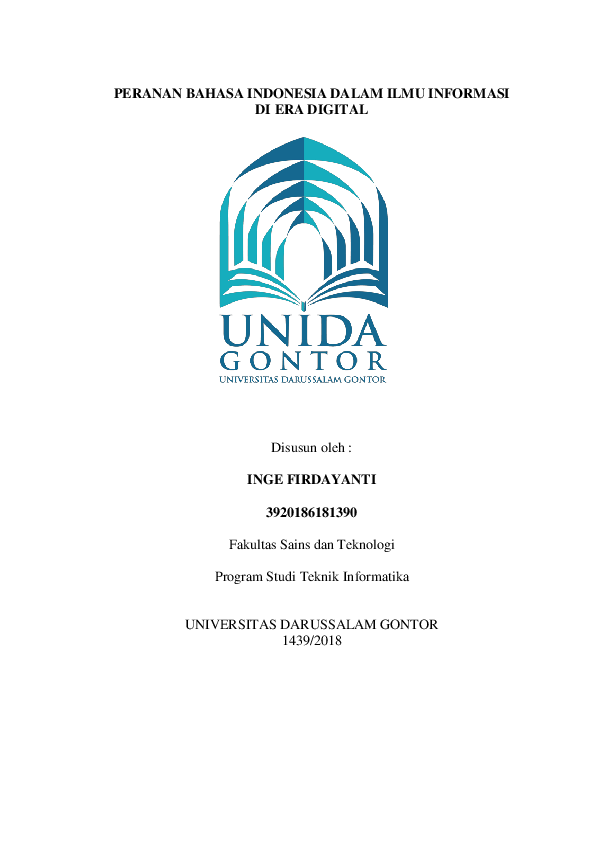 PERANAN BAHASA INDONESIA DALAM ILMU INFORMASI
DI ERA DIGITAL
UNIDA
GONTOR
UNIVERSITAS DARUSSALAM GONTOR
Disusun oleh :
INGE FIRDAYANTI
3920186181390
Fakultas Sains dan Teknologi
Program Studi Teknik Informatika
UNIVERSITAS DARUSSALAM GONTOR
1439/2018